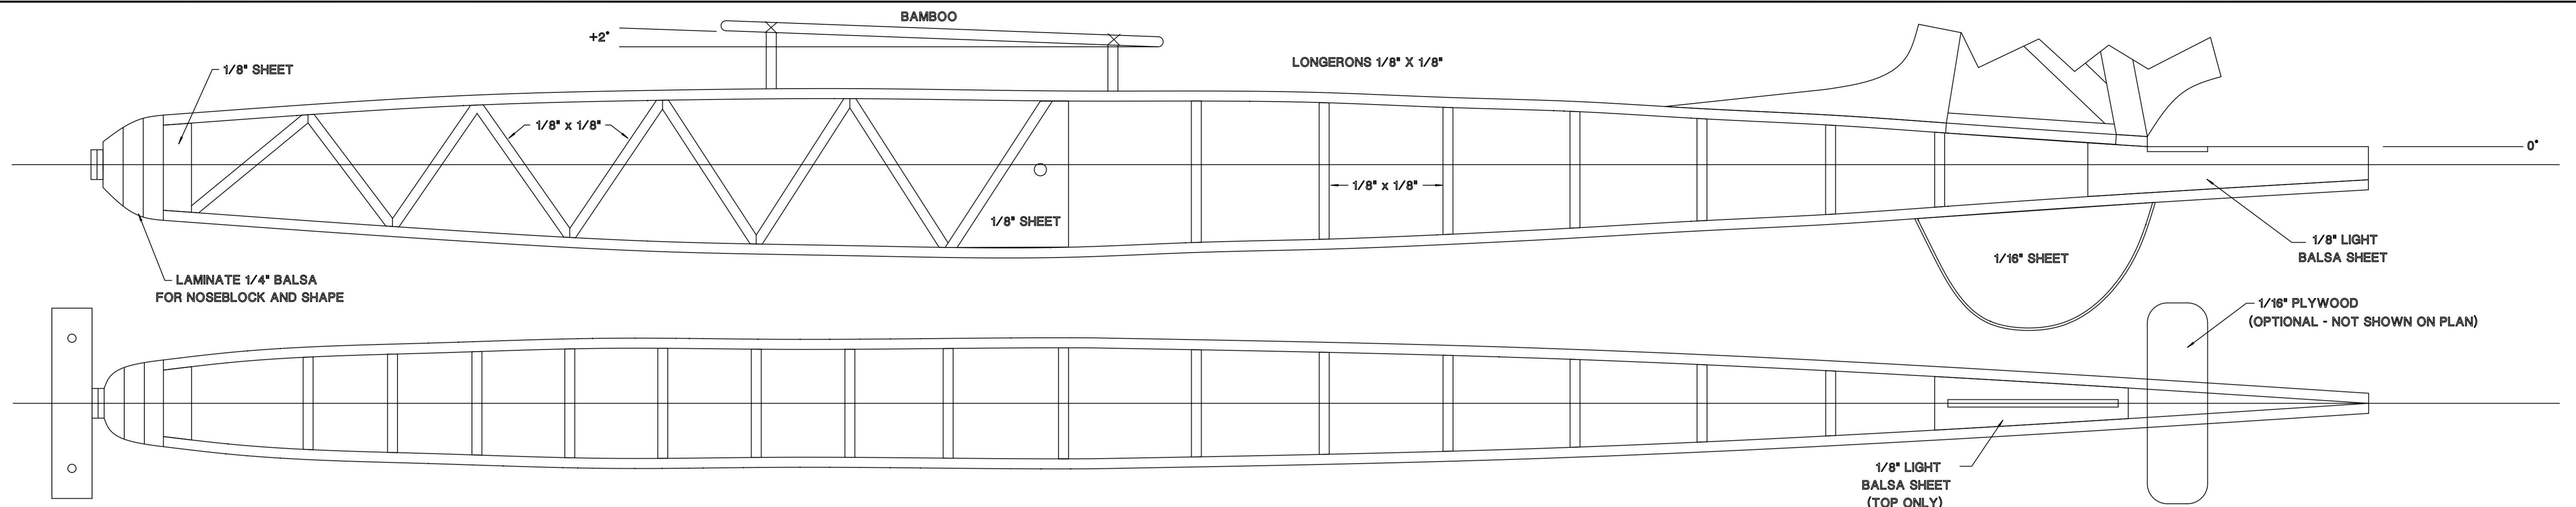 BAMBOO
+2°
1/8" SHEET
LONGERONS 1/8" X 1/8"
1/8" x 1/8"
0°
1/8" x 1/8"
1/8" SHEET
1/8" LIGHT
BALSA SHEET
1/16" SHEET
LAMINATE 1/4" BALSA
FOR NOSEBLOCK AND SHAPE
1/16" PLYWOOD
(OPTIONAL - NOT SHOWN ON PLAN)
1/8" LIGHT
BALSA SHEET
(TOP ONLY)